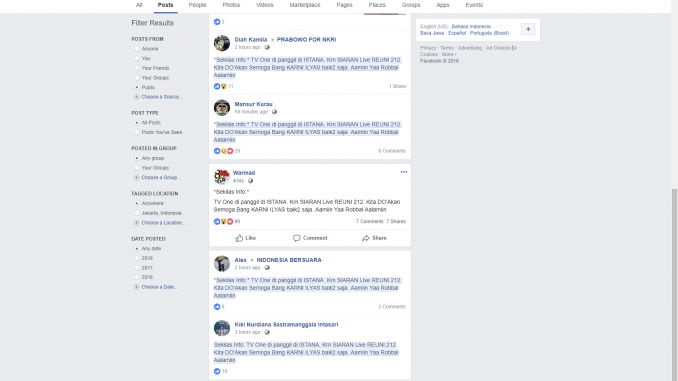 All Posts People Photos Videos Marketplace Pages Places Groups Apps Events
Filter Results
POSTS FROM
Anyone
You
Your Friends
Your Groups
Public
Choose a Source...
POST TYPE
All Posts
Posts You've Seen
POSTED IN GROUP
Any group
Your Groups
Choose a Group...
TAGGED LOCATION
Anywhere
Jakarta, Indonesia
Choose a Location...
DATE POSTED
Any date
2018
2017
2016
Choose a Date...
2
Diah Kamila PRABOWO FOR NKRI
2 hours ago
"Sekilas Info:" TV One di panggil di ISTANA. Krn SIARAN Live REUNI 212.
Kita DO'Akan Semoga Bang KARNI ILYAS baik2 saja. Aamiin Yaa Robbal
Aalamiin
11
1 Share
Mansur Kurau
56 minutes ago
"Sekilas Info:" TV One di panggil di ISTANA. Krn SIARAN Live REUNI 212.
Kita DO'Akan Semoga Bang KARNI ILYAS baik2 saja. Aamiin Yaa Robbal
Aalamiin
20
8 Comments
Warmad
4 hrs
"Sekilas Info:"
TV One di panggil di ISTANA. Krn SIARAN Live REUNI 212. Kita DO'Akan
Semoga Bang KARNI ILYAS baik2 saja. Aamiin Yaa Robbal Aalamiin
95
7 Comments 7 Shares
Like Comment Share
Alex INDONESIA BERSUARA
2 hours ago
"Sekilas Info:" TV One di panggil di ISTANA. Krn SIARAN Live REUNI 212.
Kita DO'Akan Semoga Bang KARNI ILYAS baik2 saja. Aamiin Yaa Robbal
Aalamiin
2 Comments
Kiki Nurdiana Sastramanggala Intasari
3 hours ago
Sekilas Info: TV One di panggil di ISTANA. Krn SIARAN Live REUNI 212.
Kita DO'Akan Semoga Bang KARNI ILYAS baik2 saja. Aamiin Yaa Robbal
Aalamiin
English (US) · Bahasa Indonesia
Basa Jawa · Español · Português (Brasil)
Privacy · Terms · Advertising · Ad Choices
Cookies · More
Facebook © 2018